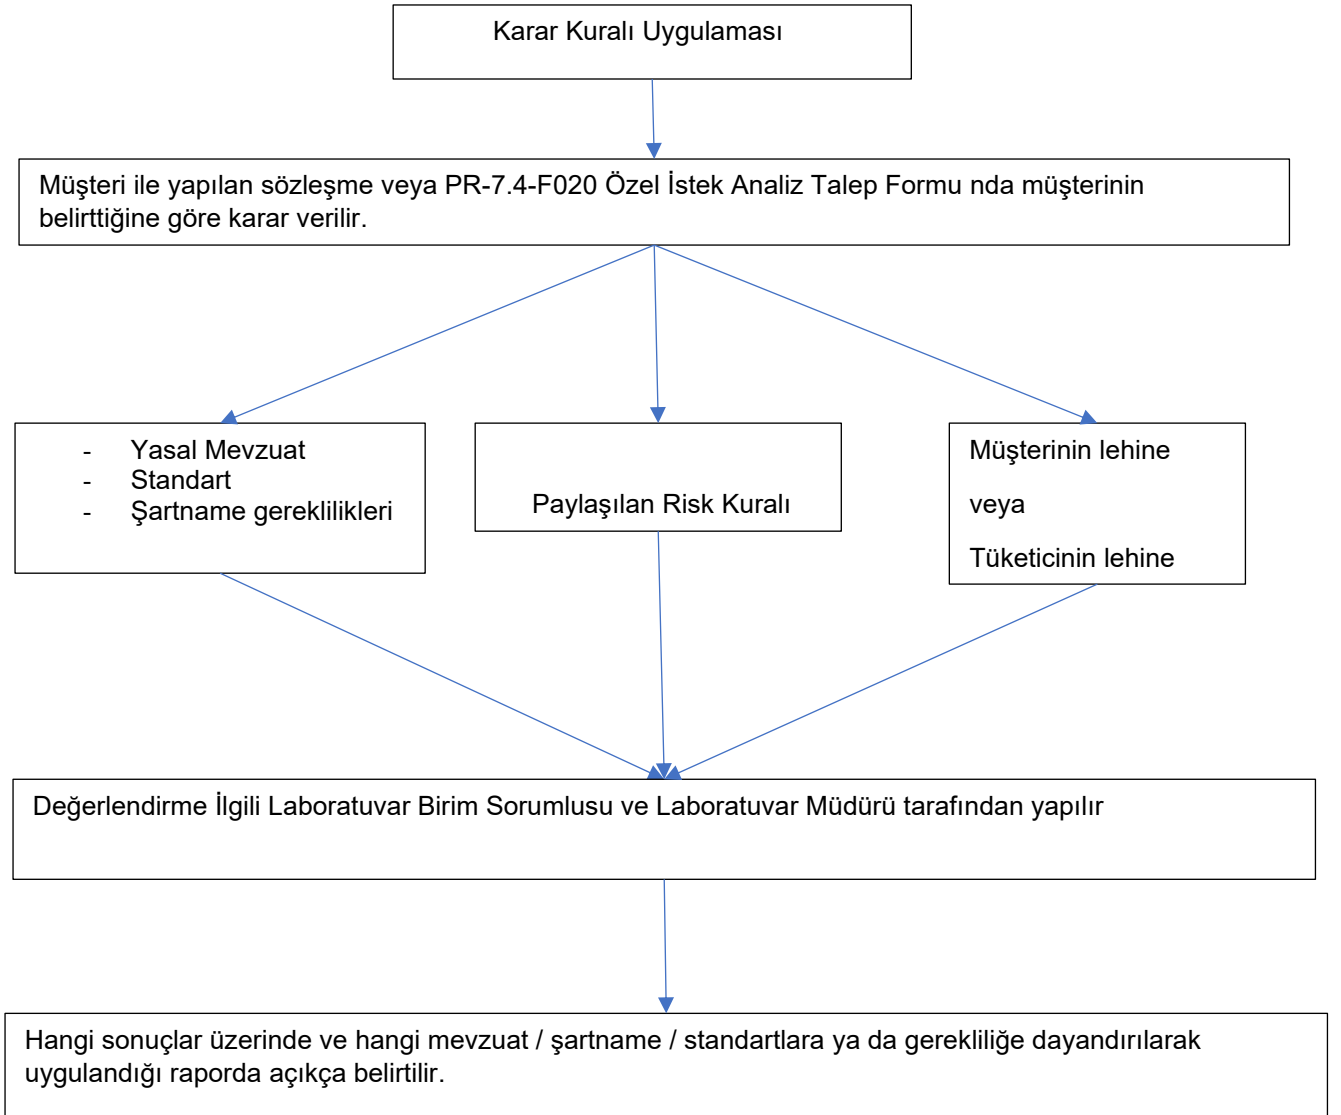 Karar Kuralı Uygulaması
Müşteri ile yapılan sözleşme veya PR-7.4-F020 Özel İstek Analiz Talep Formu nda müşterinin
belirttiğine göre karar verilir.
- Yasal Mevzuat
- Standart
- Şartname gereklilikleri
Paylaşılan Risk Kuralı
Müşterinin lehine
veya
Tüketicinin lehine
Değerlendirme İlgili Laboratuvar Birim Sorumlusu ve Laboratuvar Müdürü tarafından yapılır
Hangi sonuçlar üzerinde ve hangi mevzuat / şartname / standartlara ya da gerekliliğe dayandırılarak
uygulandığı raporda açıkça belirtilir.